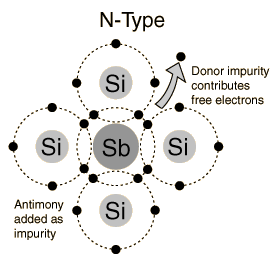 N-Type
Donor impurity
contributes
free electrons
Si
Si
Sb
Si
Si
Antimony
added as
impurity